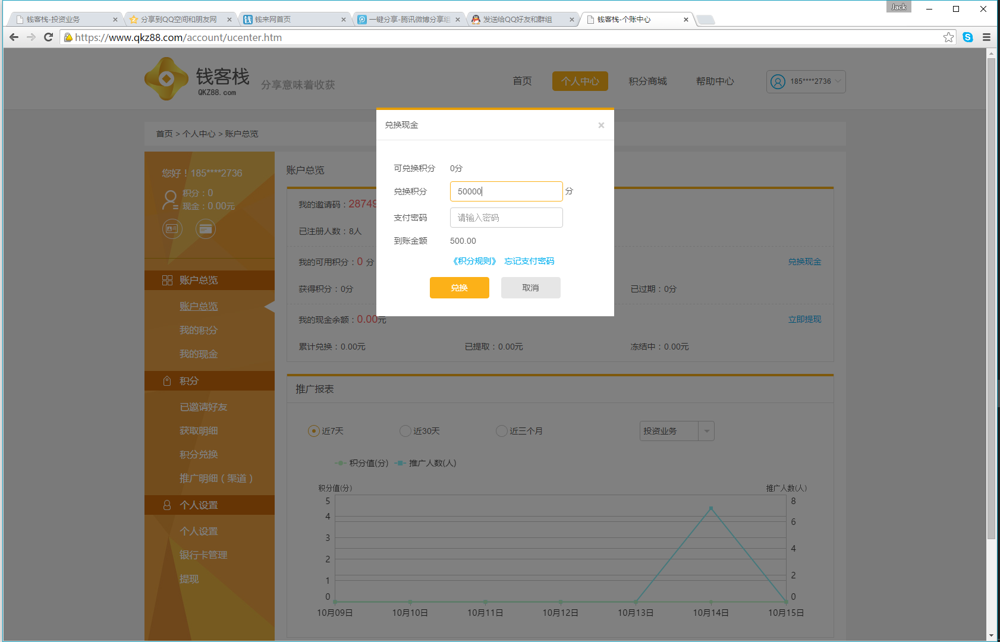 Jack
钱客栈-投资业务
分享到QQ空间和朋友网
钱来网首页
一键分享-腾讯微博分享组
发送给QQ好友和群组
钱客栈-个账中心
https://www.qkz88.com/account/ucenter.htm
钱客栈
QKZ88.com
分享意味着收获
首页
个人中心
积分商城
帮助中心
185****2736
首页 > 个人中心 > 账户总览
您好！185****2736
积分：0
现金：0.00元
账户总览
账户总览
我的积分
我的现金
积分
已邀请好友
获取明细
积分兑换
推广明细（渠道）
个人设置
个人设置
银行卡管理
提现
账户总览
我的邀请码：28749
已注册人数：8人
我的可用积分：0 分
兑换现金
获得积分：0分
已过期：0分
我的现金余额：0.00元
立即提现
累计兑换：0.00元
已提取：0.00元
冻结中：0.00元
兑换现金
×
可兑换积分 0分
兑换积分 50000 分
支付密码 请输入密码
到账金额 500.00
《积分规则》 忘记支付密码
兑换 取消
推广报表
近7天 近30天 近三个月 投资业务
积分值(分) 推广人数(人)
积分值(分) 推广人数(人)
5 8
4 6
3 4
2
1 2
0 0
10月09日 10月10日 10月11日 10月12日 10月13日 10月14日 10月15日